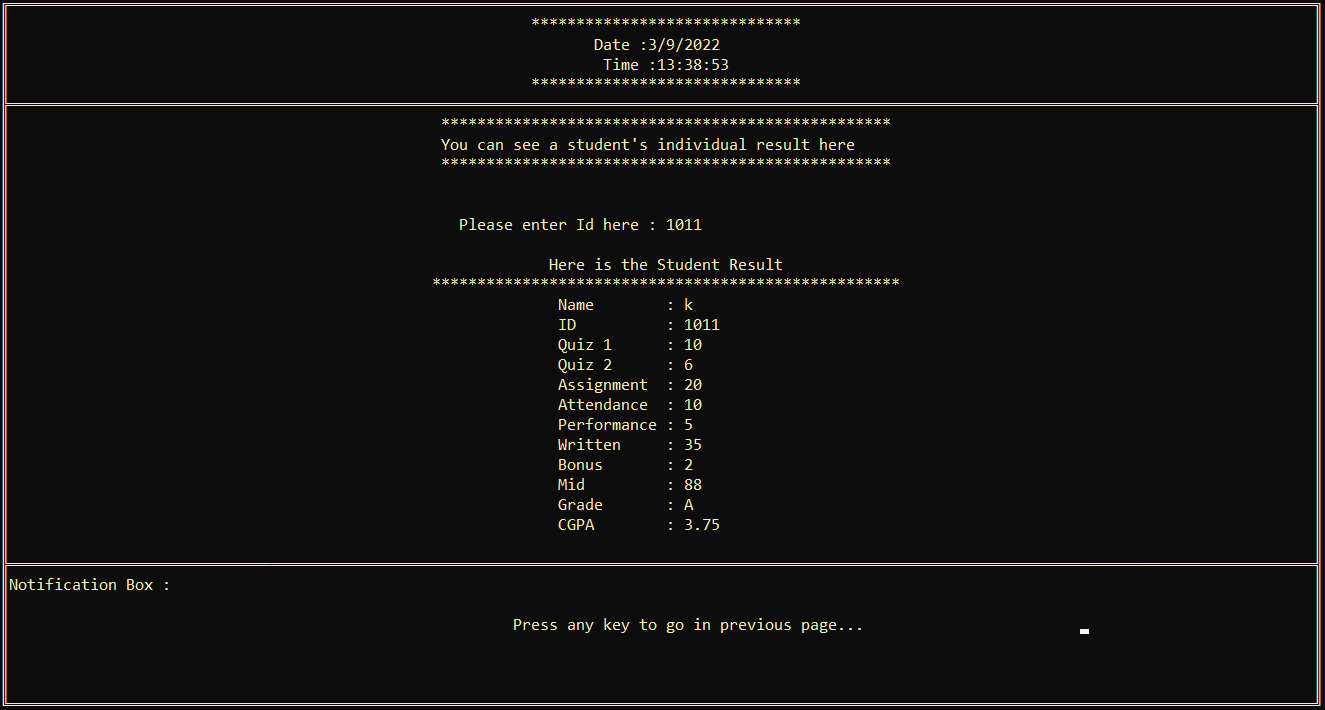 ******************************
Date :3/9/2022
Time :13:38:53
******************************
**************************************************
You can see a student's individual result here
**************************************************
Please enter Id here : 1011
Here is the Student Result
****************************************************
Name        : k
ID          : 1011
Quiz 1      : 10
Quiz 2      : 6
Assignment  : 20
Attendance  : 10
Performance : 5
Written     : 35
Bonus       : 2
Mid         : 88
Grade       : A
CGPA        : 3.75
Notification Box :
Press any key to go in previous page...